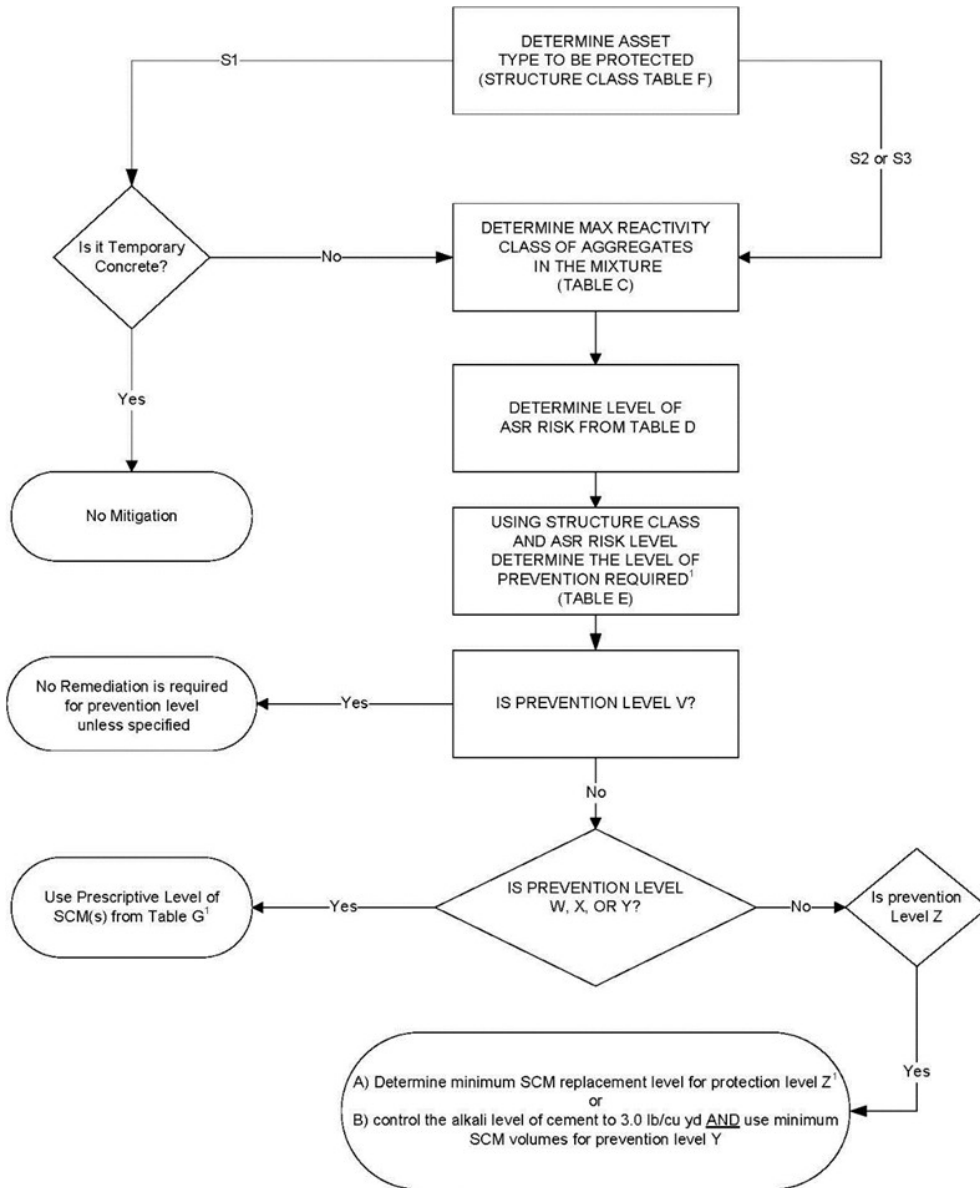 DETERMINE ASSET
TYPE TO BE PROTECTED
(STRUCTURE CLASS TABLE F)
S1
S2 or S3
Is it Temporary
Concrete?
No
DETERMINE MAX REACTIVITY
CLASS OF AGGREGATES
IN THE MIXTURE
(TABLE C)
Yes
DETERMINE LEVEL OF
ASR RISK FROM TABLE D
No Mitigation
USING STRUCTURE CLASS
AND ASR RISK LEVEL
DETERMINE THE LEVEL OF
PREVENTION REQUIRED¹
(TABLE E)
No Remediation is required
for prevention level
unless specified
Yes
IS PREVENTION LEVEL V?
No
Use Prescriptive Level of
SCM(s) from Table G¹
Yes
IS PREVENTION LEVEL
W, X, OR Y?
No
Is prevention
Level Z
Yes
A) Determine minimum SCM replacement level for protection level Z¹
or
B) control the alkali level of cement to 3.0 lb/cu yd AND use minimum
SCM volumes for prevention level Y